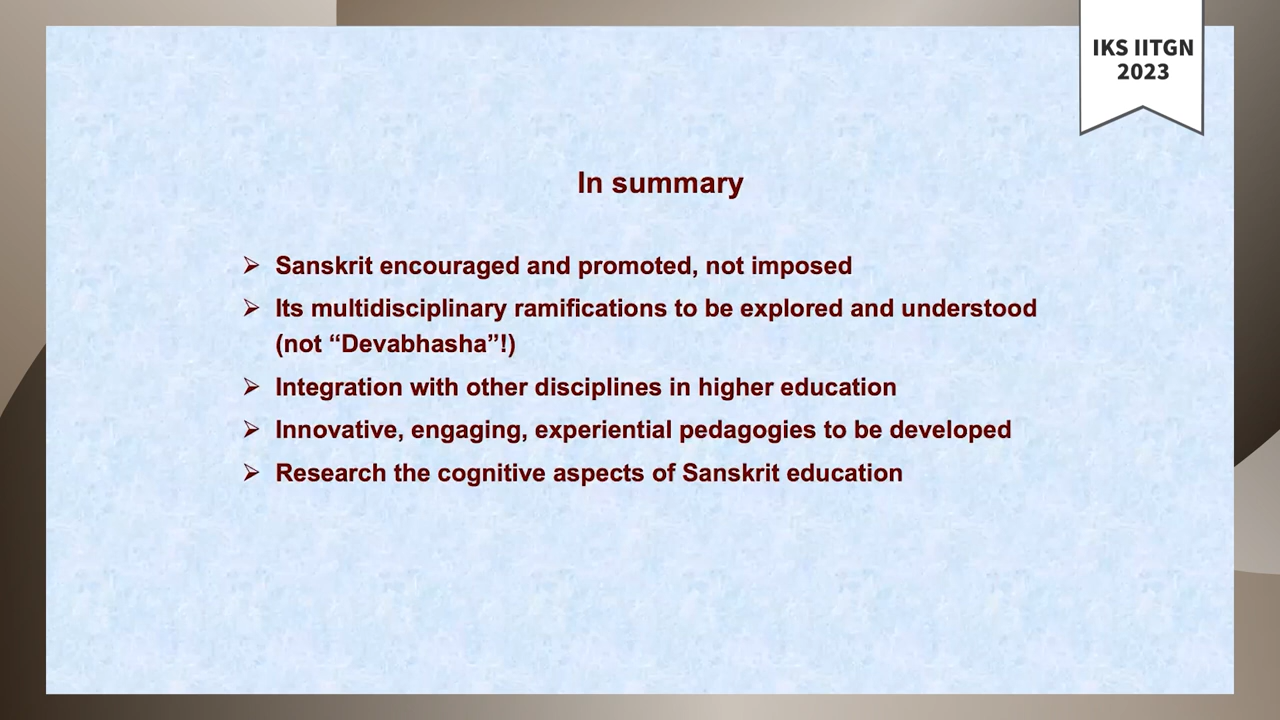 IKS IITGN
2023
In summary
➢ Sanskrit encouraged and promoted, not imposed
➢ Its multidisciplinary ramifications to be explored and understood
(not “Devabhasha”!)
➢ Integration with other disciplines in higher education
➢ Innovative, engaging, experiential pedagogies to be developed
➢ Research the cognitive aspects of Sanskrit education